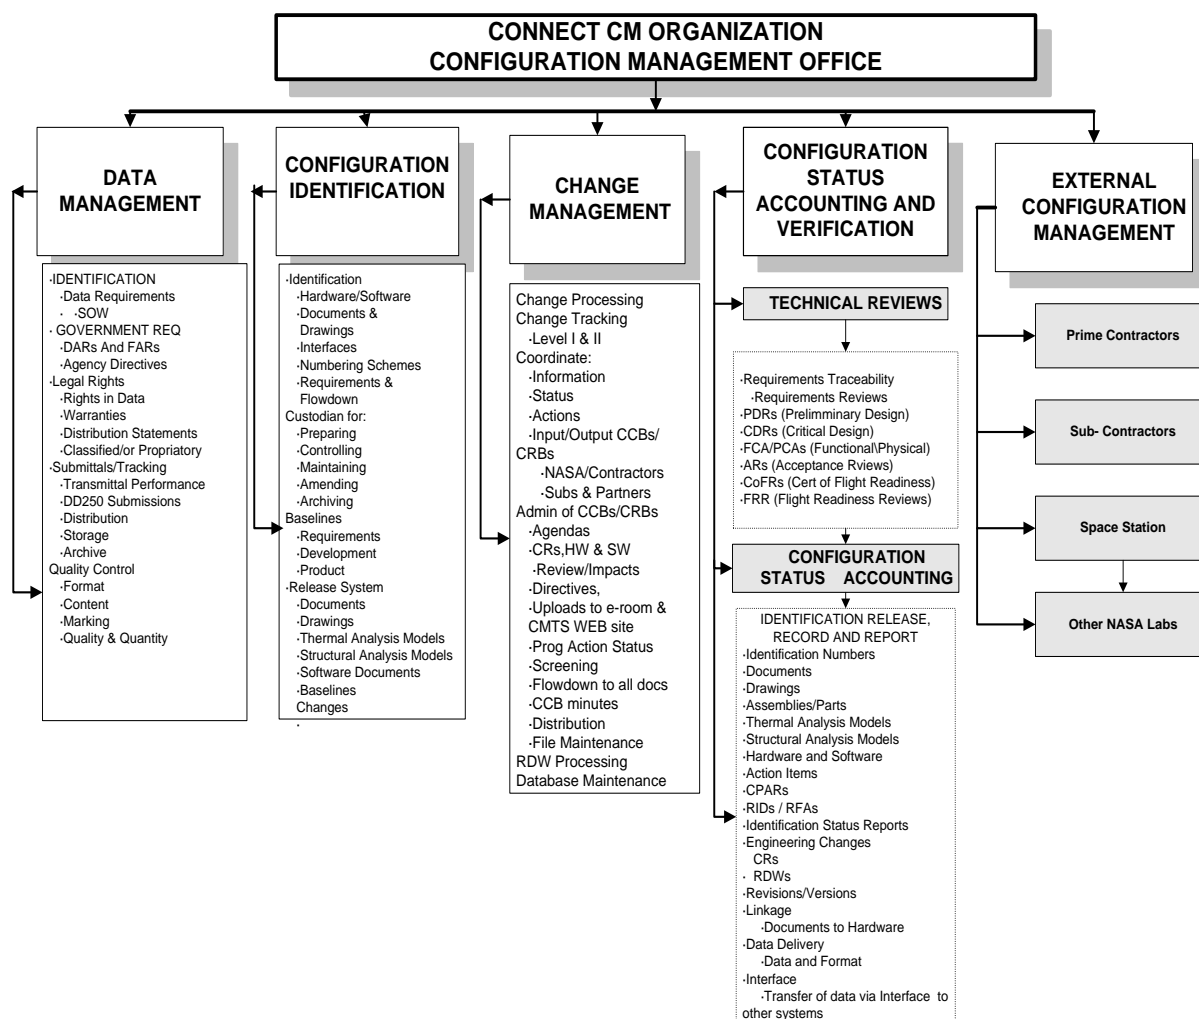 CONNECT CM ORGANIZATION
CONFIGURATION MANAGEMENT OFFICE
DATA
MANAGEMENT
·IDENTIFICATION
·Data Requirements
· ·SOW
· GOVERNMENT REQ
·DARs And FARs
·Agency Directives
·Legal Rights
·Rights in Data
·Warranties
·Distribution Statements
·Classified/or Propriatory
·Submittals/Tracking
·Transmittal Performance
·DD250 Submissions
·Distribution
·Storage
·Archive
Quality Control
·Format
·Content
·Marking
·Quality & Quantity
CONFIGURATION
IDENTIFICATION
·Identification
·Hardware/Software
·Documents &
Drawings
·Interfaces
·Numbering Schemes
·Requirements &
Flowdown
Custodian for:
·Preparing
·Controlling
·Maintaining
·Amending
·Archiving
Baselines
·Requirements
·Development
·Product
·Release System
·Documents
·Drawings
·Thermal Analysis Models
·Structural Analysis Models
·Software Documents
·Baselines
Changes
·
CHANGE
MANAGEMENT
Change Processing
Change Tracking
·Level I & II
Coordinate:
·Information
·Status
·Actions
·Input/Output CCBs/
CRBs
·NASA/Contractors
·Subs & Partners
Admin of CCBs/CRBs
·Agendas
·CRs,HW & SW
·Review/Impacts
·Directives,
·Uploads to e-room &
CMTS WEB site
·Prog Action Status
·Screening
·Flowdown to all docs
·CCB minutes
·Distribution
·File Maintenance
RDW Processing
Database Maintenance
CONFIGURATION
STATUS
ACCOUNTING AND
VERIFICATION
TECHNICAL REVIEWS
·Requirements Traceability
·Requirements Reviews
·PDRs (Prelimminary Design)
·CDRs (Critical Design)
·FCA/PCAs (Functional\Physical)
·ARs (Acceptance Rviews)
·CoFRs (Cert of Flight Readiness)
·FRR (Flight Readiness Reviews)
CONFIGURATION
STATUS ACCOUNTING
IDENTIFICATION RELEASE,
RECORD AND REPORT
·Identification Numbers
·Documents
·Drawings
·Assemblies/Parts
·Thermal Analysis Models
·Structural Analysis Models
·Hardware and Software
·Action Items
·CPARs
·RIDs / RFAs
·Identification Status Reports
·Engineering Changes
CRs
· RDWs
·Revisions/Versions
·Linkage
·Documents to Hardware
·Data Delivery
·Data and Format
·Interface
·Transfer of data via Interface to
other systems
EXTERNAL
CONFIGURATION
MANAGEMENT
Prime Contractors
Sub- Contractors
Space Station
Other NASA Labs